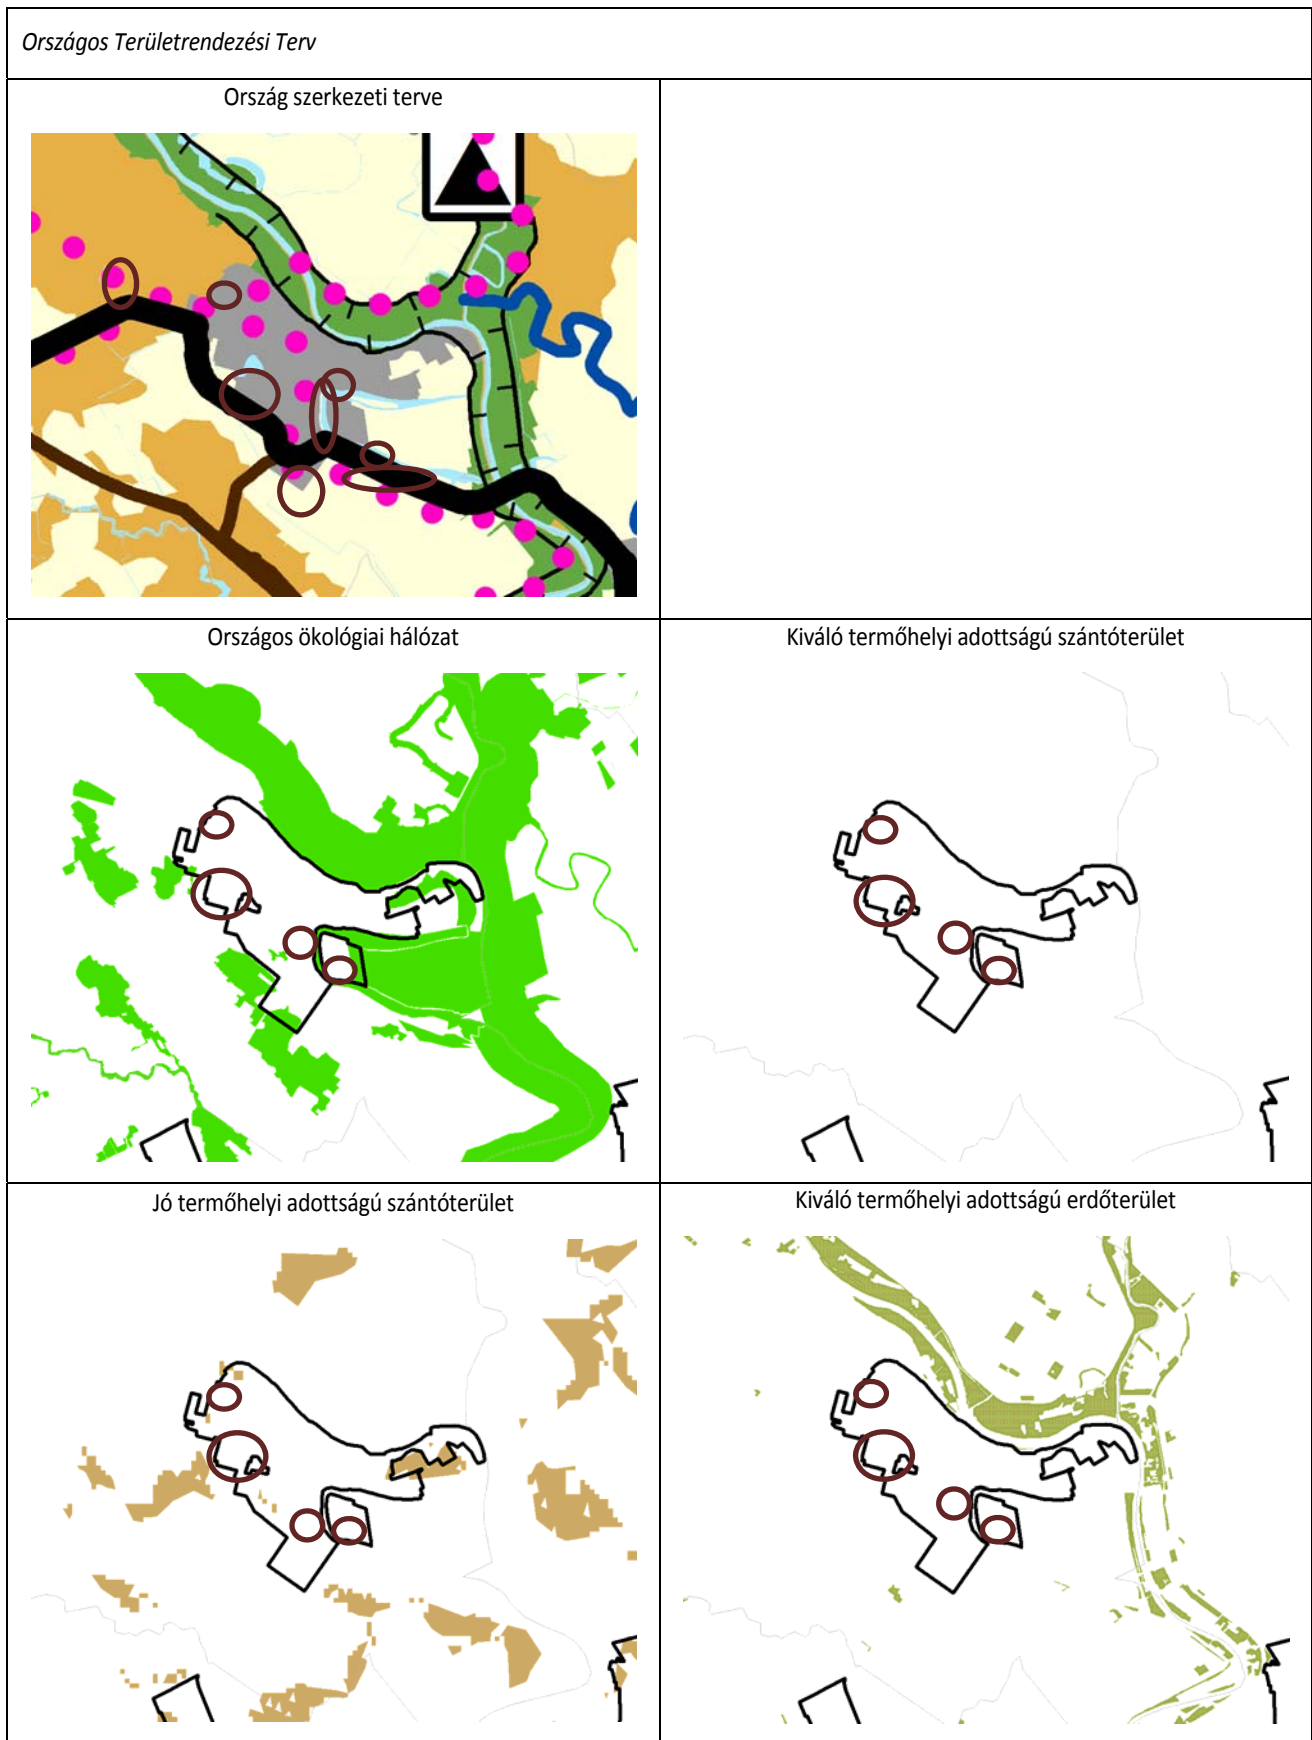 Országos Területrendezési Terv
Ország szerkezeti terve
Országos ökológiai hálózat
Kiváló termőhelyi adottságú szántóterület
Jó termőhelyi adottságú szántóterület
Kiváló termőhelyi adottságú erdőterület